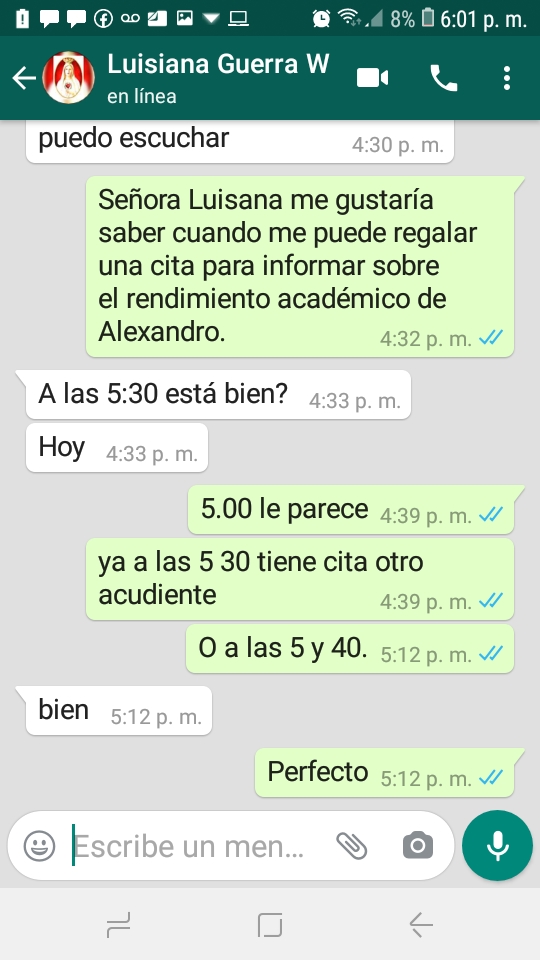 8% 6:01 p. m.
Luisiana Guerra W
en línea
puedo escuchar 4:30 p. m.
Señora Luisana me gustaría
saber cuando me puede regalar
una cita para informar sobre
el rendimiento académico de
Alexandro. 4:32 p. m.
A las 5:30 está bien? 4:33 p. m.
Hoy 4:33 p. m.
5.00 le parece 4:39 p. m.
ya a las 5 30 tiene cita otro
acudiente 4:39 p. m.
O a las 5 y 40. 5:12 p. m.
bien 5:12 p. m.
Perfecto 5:12 p. m.
Escribe un men...